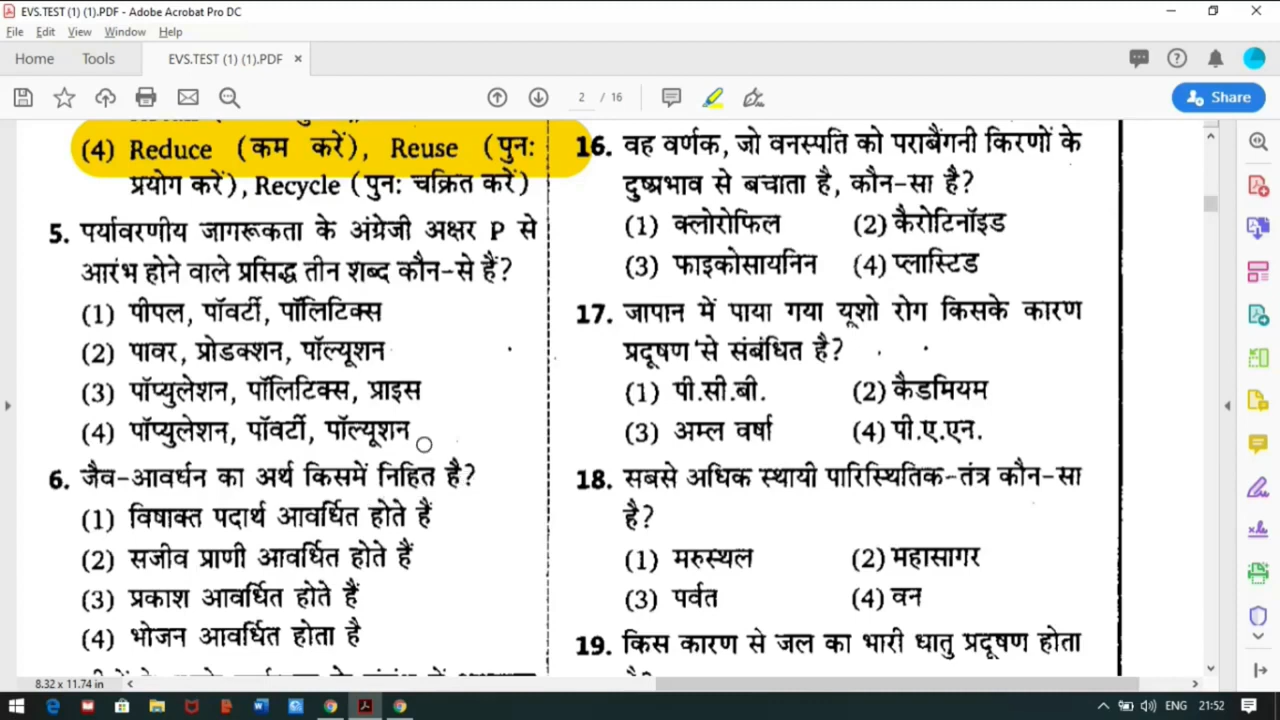 EVS.TEST (1) (1).PDF - Adobe Acrobat Pro DC
File Edit View Window Help
Home Tools EVS.TEST (1) (1).PDF ×
2 / 16
Share
(4) Reduce (कम करें), Reuse (पुन:
प्रयोग करें), Recycle (पुन: चक्रित करें)
5. पर्यावरणीय जागरूकता के अंग्रेजी अक्षर P से
आरंभ होने वाले प्रसिद्ध तीन शब्द कौन-से हैं?
(1) पीपल, पॉवर्टी, पॉलिटिक्स
(2) पावर, प्रोडक्शन, पॉल्यूशन
(3) पॉप्युलेशन, पॉलिटिक्स, प्राइस
(4) पॉप्युलेशन, पॉवर्टी, पॉल्यूशन
6. जैव-आवर्धन का अर्थ किसमें निहित है?
(1) विषाक्त पदार्थ आवर्धित होते हैं
(2) सजीव प्राणी आवर्धित होते हैं
(3) प्रकाश आवर्धित होते हैं
(4) भोजन आवर्धित होता है
16. वह वर्णक, जो वनस्पति को पराबैंगनी किरणों के
दुष्प्रभाव से बचाता है, कौन-सा है?
(1) क्लोरोफिल (2) कैरोटिनॉइड
(3) फाइकोसायनिन (4) प्लास्टिड
17. जापान में पाया गया यूशो रोग किसके कारण
प्रदूषण से संबंधित है?
(1) पी.सी.बी. (2) कैडमियम
(3) अम्ल वर्षा (4) पी.ए.एन.
18. सबसे अधिक स्थायी पारिस्थितिक-तंत्र कौन-सा
है?
(1) मरुस्थल (2) महासागर
(3) पर्वत (4) वन
19. किस कारण से जल का भारी धातु प्रदूषण होता
8.32 x 11.74 in
ENG 21:52